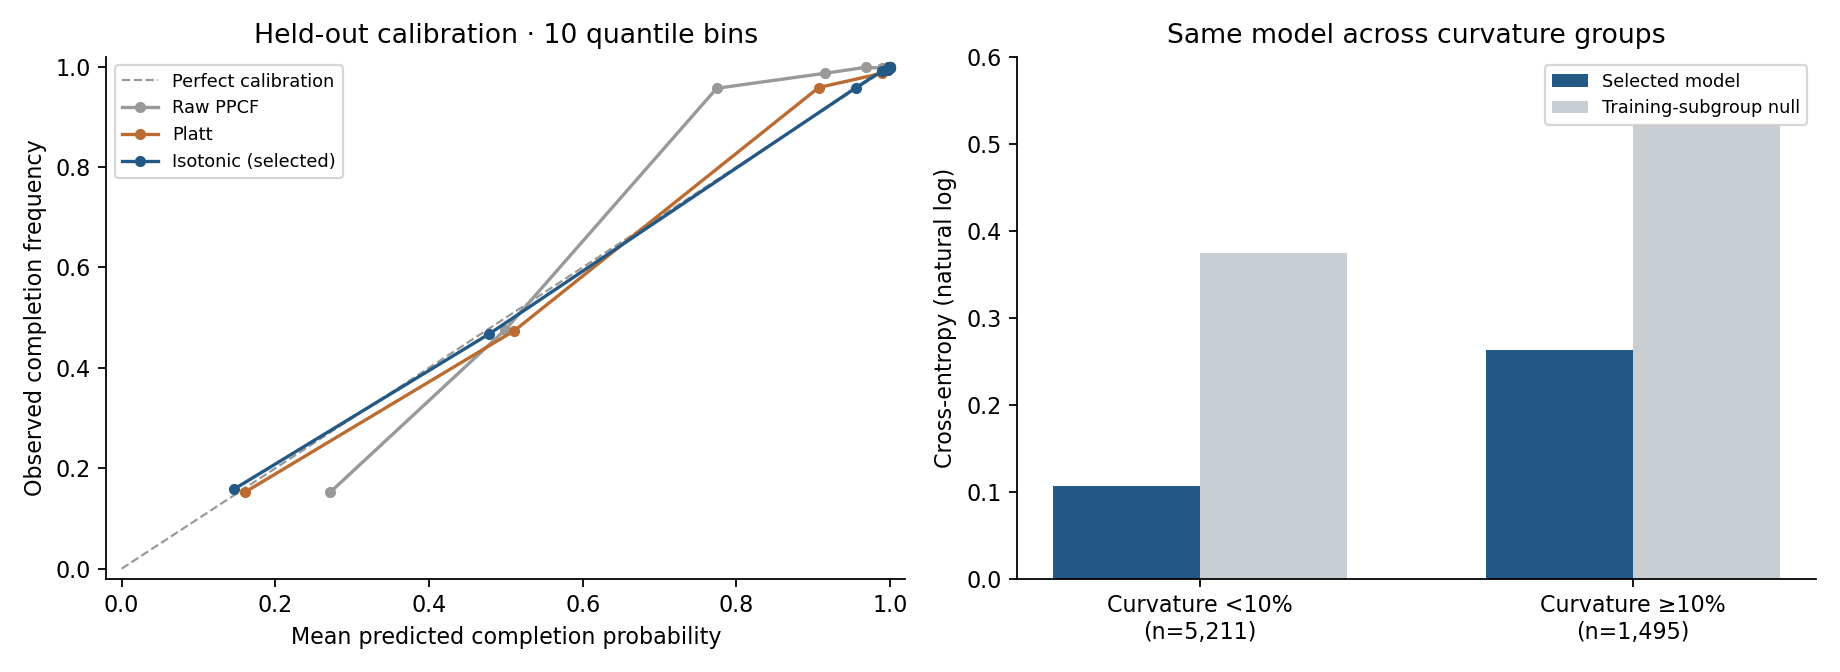 Held-out calibration · 10 quantile bins
Perfect calibration
Raw PPCF
Platt
Isotonic (selected)
Observed completion frequency
1.0
0.8
0.6
0.4
0.2
0.0
0.0 0.2 0.4 0.6 0.8 1.0
Mean predicted completion probability
Same model across curvature groups
Selected model
Training-subgroup null
Cross-entropy (natural log)
0.6
0.5
0.4
0.3
0.2
0.1
0.0
Curvature <10%
(n=5,211)
Curvature ≥10%
(n=1,495)